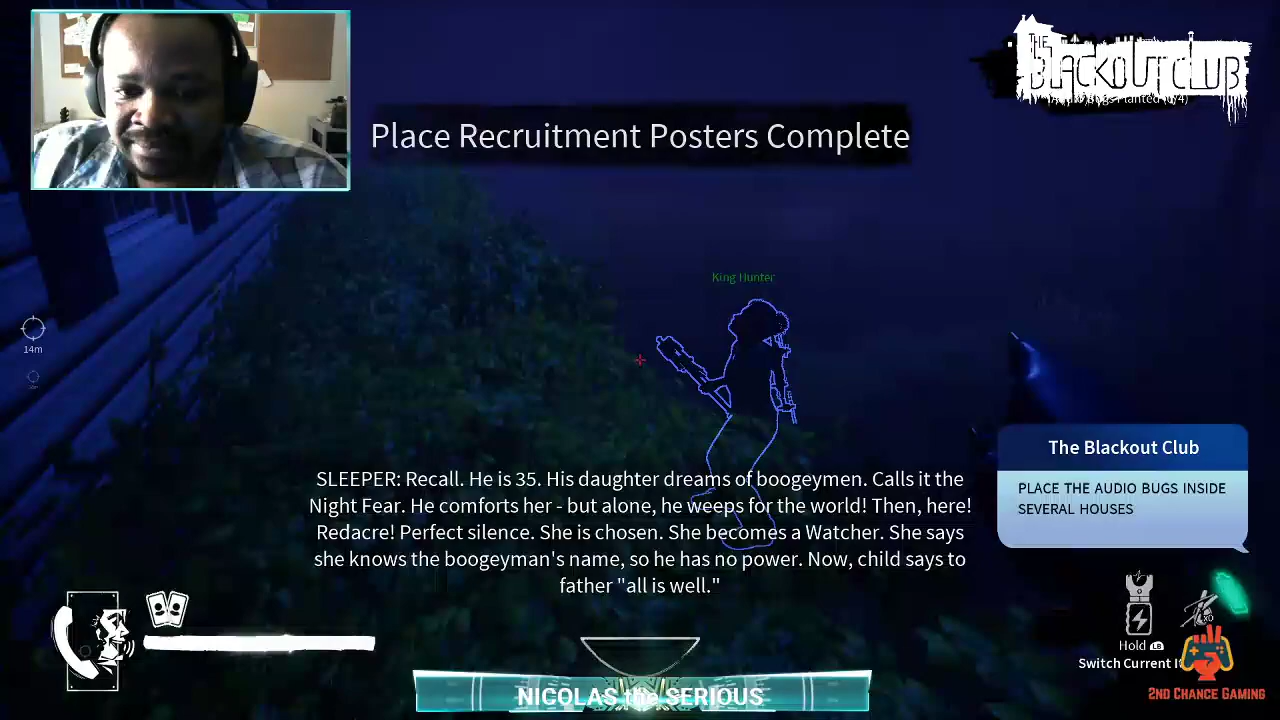 THE
BLACKOUT CLUB
Place Recruitment Posters Complete
King Hunter
14m
SLEEPER: Recall. He is 35. His daughter dreams of boogeymen. Calls it the
Night Fear. He comforts her - but alone, he weeps for the world! Then, here!
Redacre! Perfect silence. She is chosen. She becomes a Watcher. She says
she knows the boogeyman's name, so he has no power. Now, child says to
father "all is well."
The Blackout Club
PLACE THE AUDIO BUGS INSIDE
SEVERAL HOUSES
Hold LB
Switch Current
2ND CHANCE GAMING
NICOLAS the SERIOUS